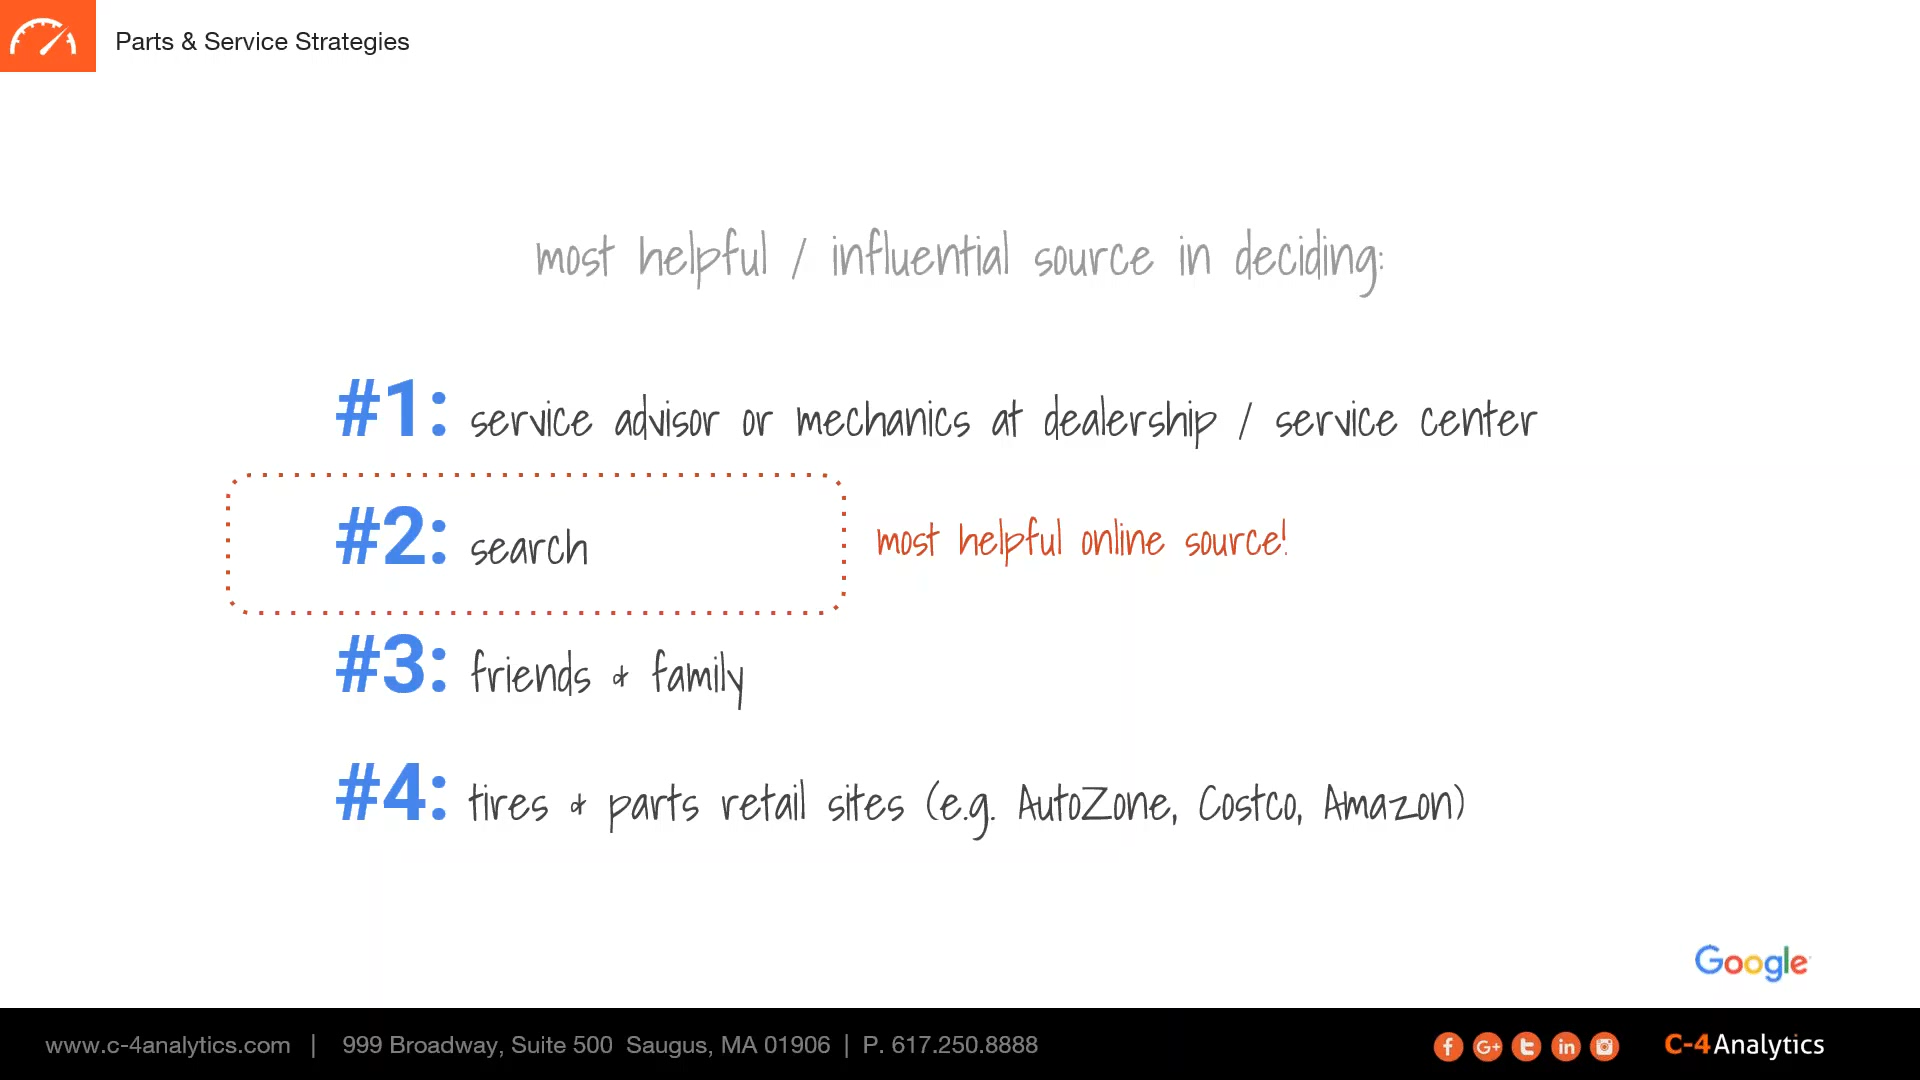 Parts & Service Strategies
most helpful / influential source in deciding:
#1: service advisor or mechanics at dealership / service center
#2: search
most helpful online source!
#3: friends & family
#4: tires & parts retail sites (e.g. AutoZone, Costco, Amazon)
Google
www.c-4analytics.com | 999 Broadway, Suite 500 Saugus, MA 01906 | P. 617.250.8888
f G+ t in
C-4Analytics